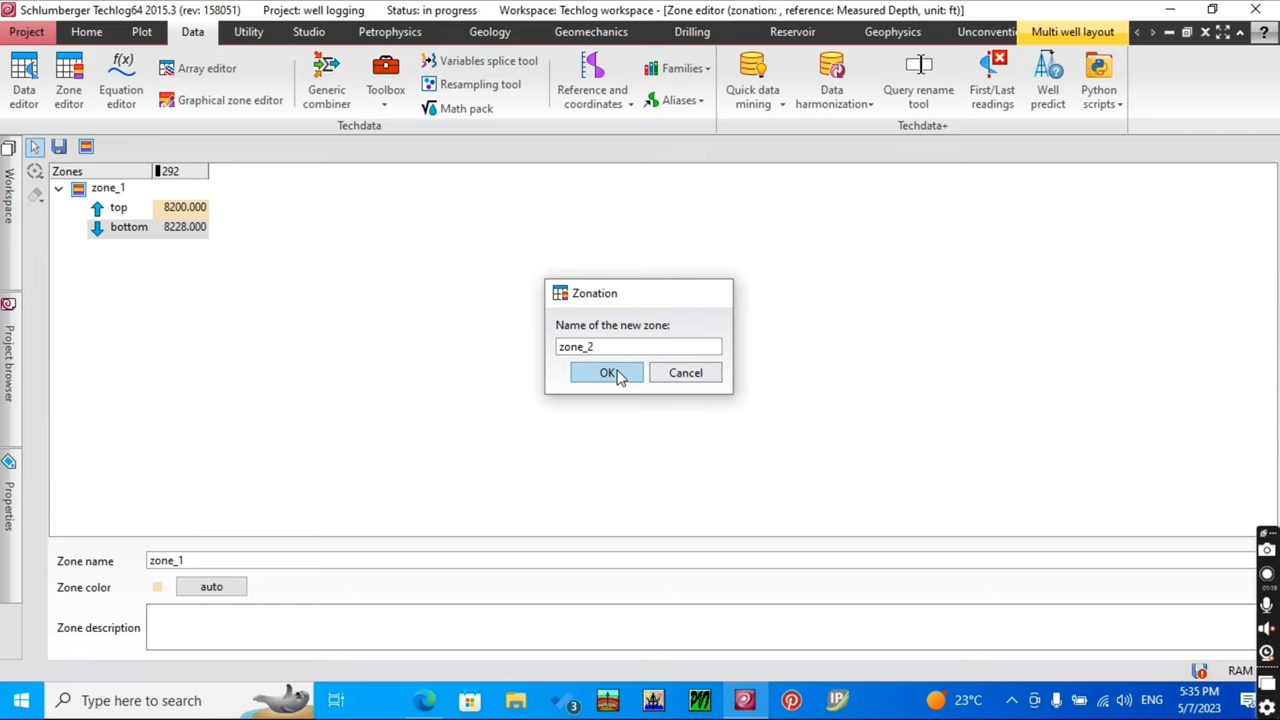 Schlumberger Techlog64 2015.3 (rev: 158051) Project: well logging Status: in progress Workspace: Techlog workspace - [Zone editor (zonation: , reference: Measured Depth, unit: ft)]
Project Home Plot Data Utility Studio Petrophysics Geology Geomechanics Drilling Reservoir Geophysics Unconventi Multi well layout ?
Data editor
Zone editor
f(x) Equation editor
Array editor
Graphical zone editor
Generic combiner
Toolbox
Variables splice tool
Resampling tool
Math pack
Reference and coordinates
Families
Aliases
Quick data mining
Data harmonization
Query rename tool
First/Last readings
Well predict
Python scripts
Techdata Techdata+
Workspace
Project browser
Properties
Zones 292
zone_1
top 8200.000
bottom 8228.000
Zonation
Name of the new zone:
zone_2
OK Cancel
Zone name zone_1
Zone color auto
Zone description
01:58
RAM
Type here to search
3
IP
23°C
ENG
5:35 PM
5/7/2023